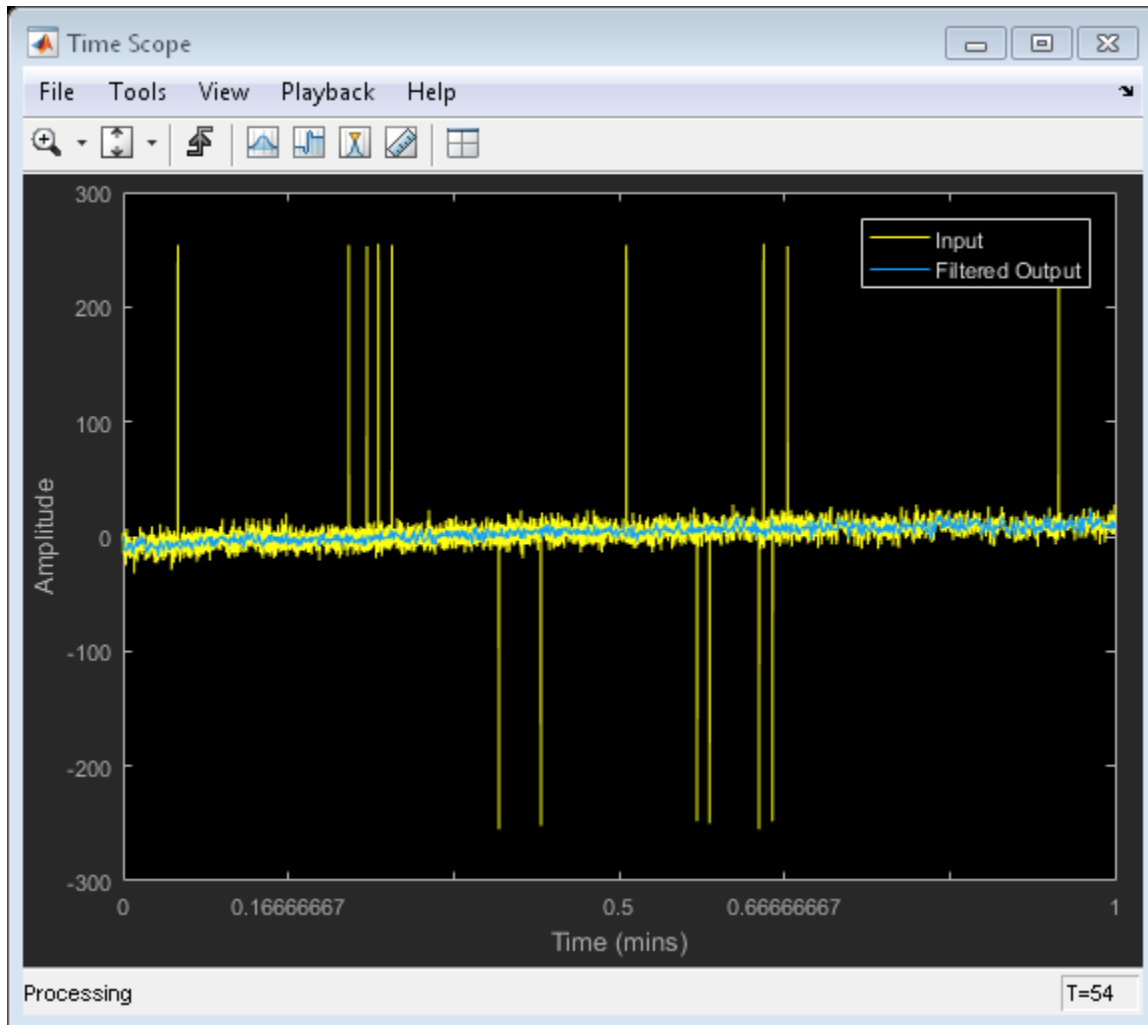 Time Scope
File Tools View Playback Help
300
200
100
0
-100
-200
-300
Amplitude
Input
Filtered Output
0 0.16666667 0.5 0.66666667 1
Time (mins)
Processing T=54